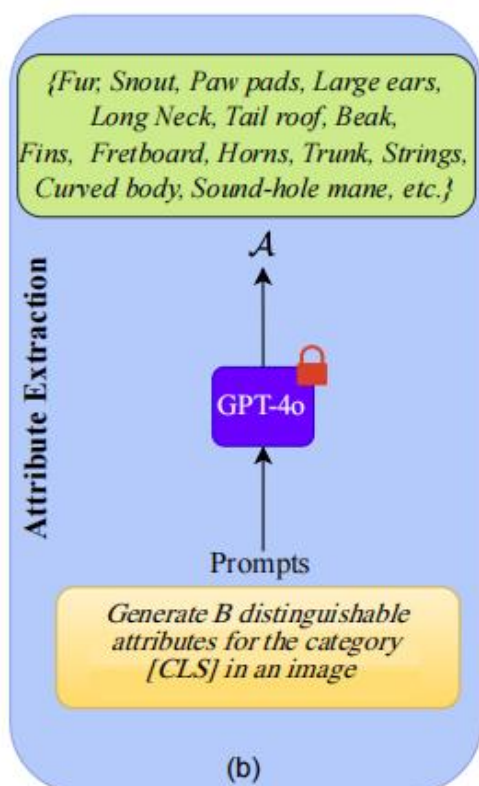 {Fur, Snout, Paw pads, Large ears,
Long Neck, Tail roof, Beak,
Fins, Fretboard, Horns, Trunk, Strings,
Curved body, Sound-hole mane, etc.}
𝒜
Attribute Extraction
GPT-4o
Prompts
Generate B distinguishable
attributes for the category
[CLS] in an image
(b)